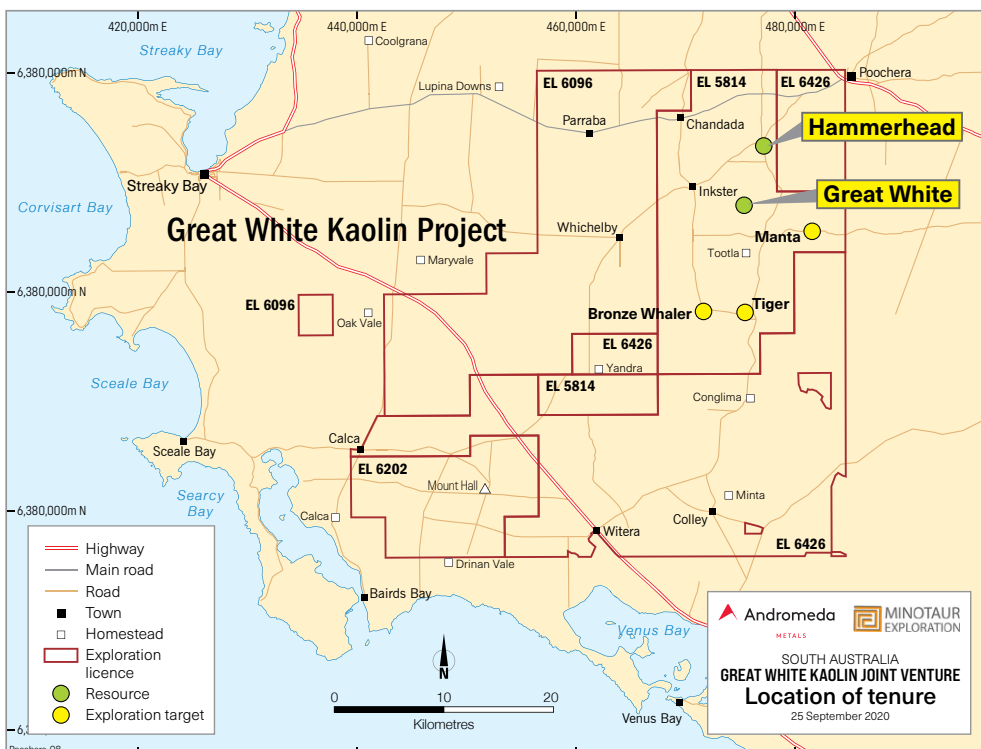 420,000m E
440,000m E
460,000m E
480,000m E
Streaky Bay
Coolgrana
6,380,000m N
Poochera
EL 6096
EL 5814
EL 6426
Lupina Downs
Parraba
Chandada
Hammerhead
Streaky Bay
Inkster
Great White
Corvisart Bay
Great White Kaolin Project
Whichelby
Manta
Maryvale
Tootla
6,380,000m N
EL 6096
Oak Vale
Bronze Whaler
Tiger
EL 6426
Yandra
Sceale Bay
EL 5814
Conglima
Calca
Sceale Bay
EL 6202
Mount Hall
Searcy
Bay
Minta
6,380,000m N
Calca
Colley
Witera
EL 6426
Drinan Vale
Bairds Bay
Highway
Main road
Road
Town
Homestead
Exploration
licence
Resource
Exploration target
N
0 10 20
Kilometres
Venus Bay
Venus Bay
Andromeda
METALS
MINOTAUR
EXPLORATION
SOUTH AUSTRALIA
GREAT WHITE KAOLIN JOINT VENTURE
Location of tenure
25 September 2020